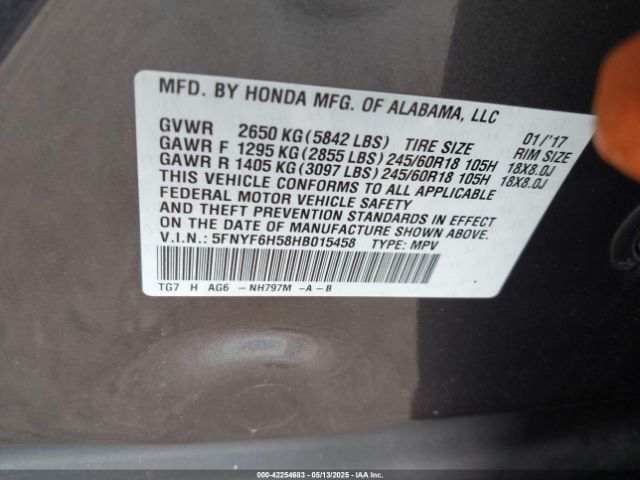 MFD. BY HONDA MFG. OF ALABAMA, LLC
GVWR 2650 KG (5842 LBS) TIRE SIZE 01/'17 RIM SIZE
GAWR F 1295 KG (2855 LBS) 245/60R18 105H 18X8.0J
GAWR R 1405 KG (3097 LBS) 245/60R18 105H 18X8.0J
THIS VEHICLE CONFORMS TO ALL APPLICABLE
FEDERAL MOTOR VEHICLE SAFETY
AND THEFT PREVENTION STANDARDS IN EFFECT
ON THE DATE OF MANUFACTURE SHOWN ABOVE.
V.I.N.: 5FNYF6H58HB015458 TYPE: MPV
TG7 H AG6 - NH797M -A-B
000-42254683 - 05/13/2025 - IAA Inc.